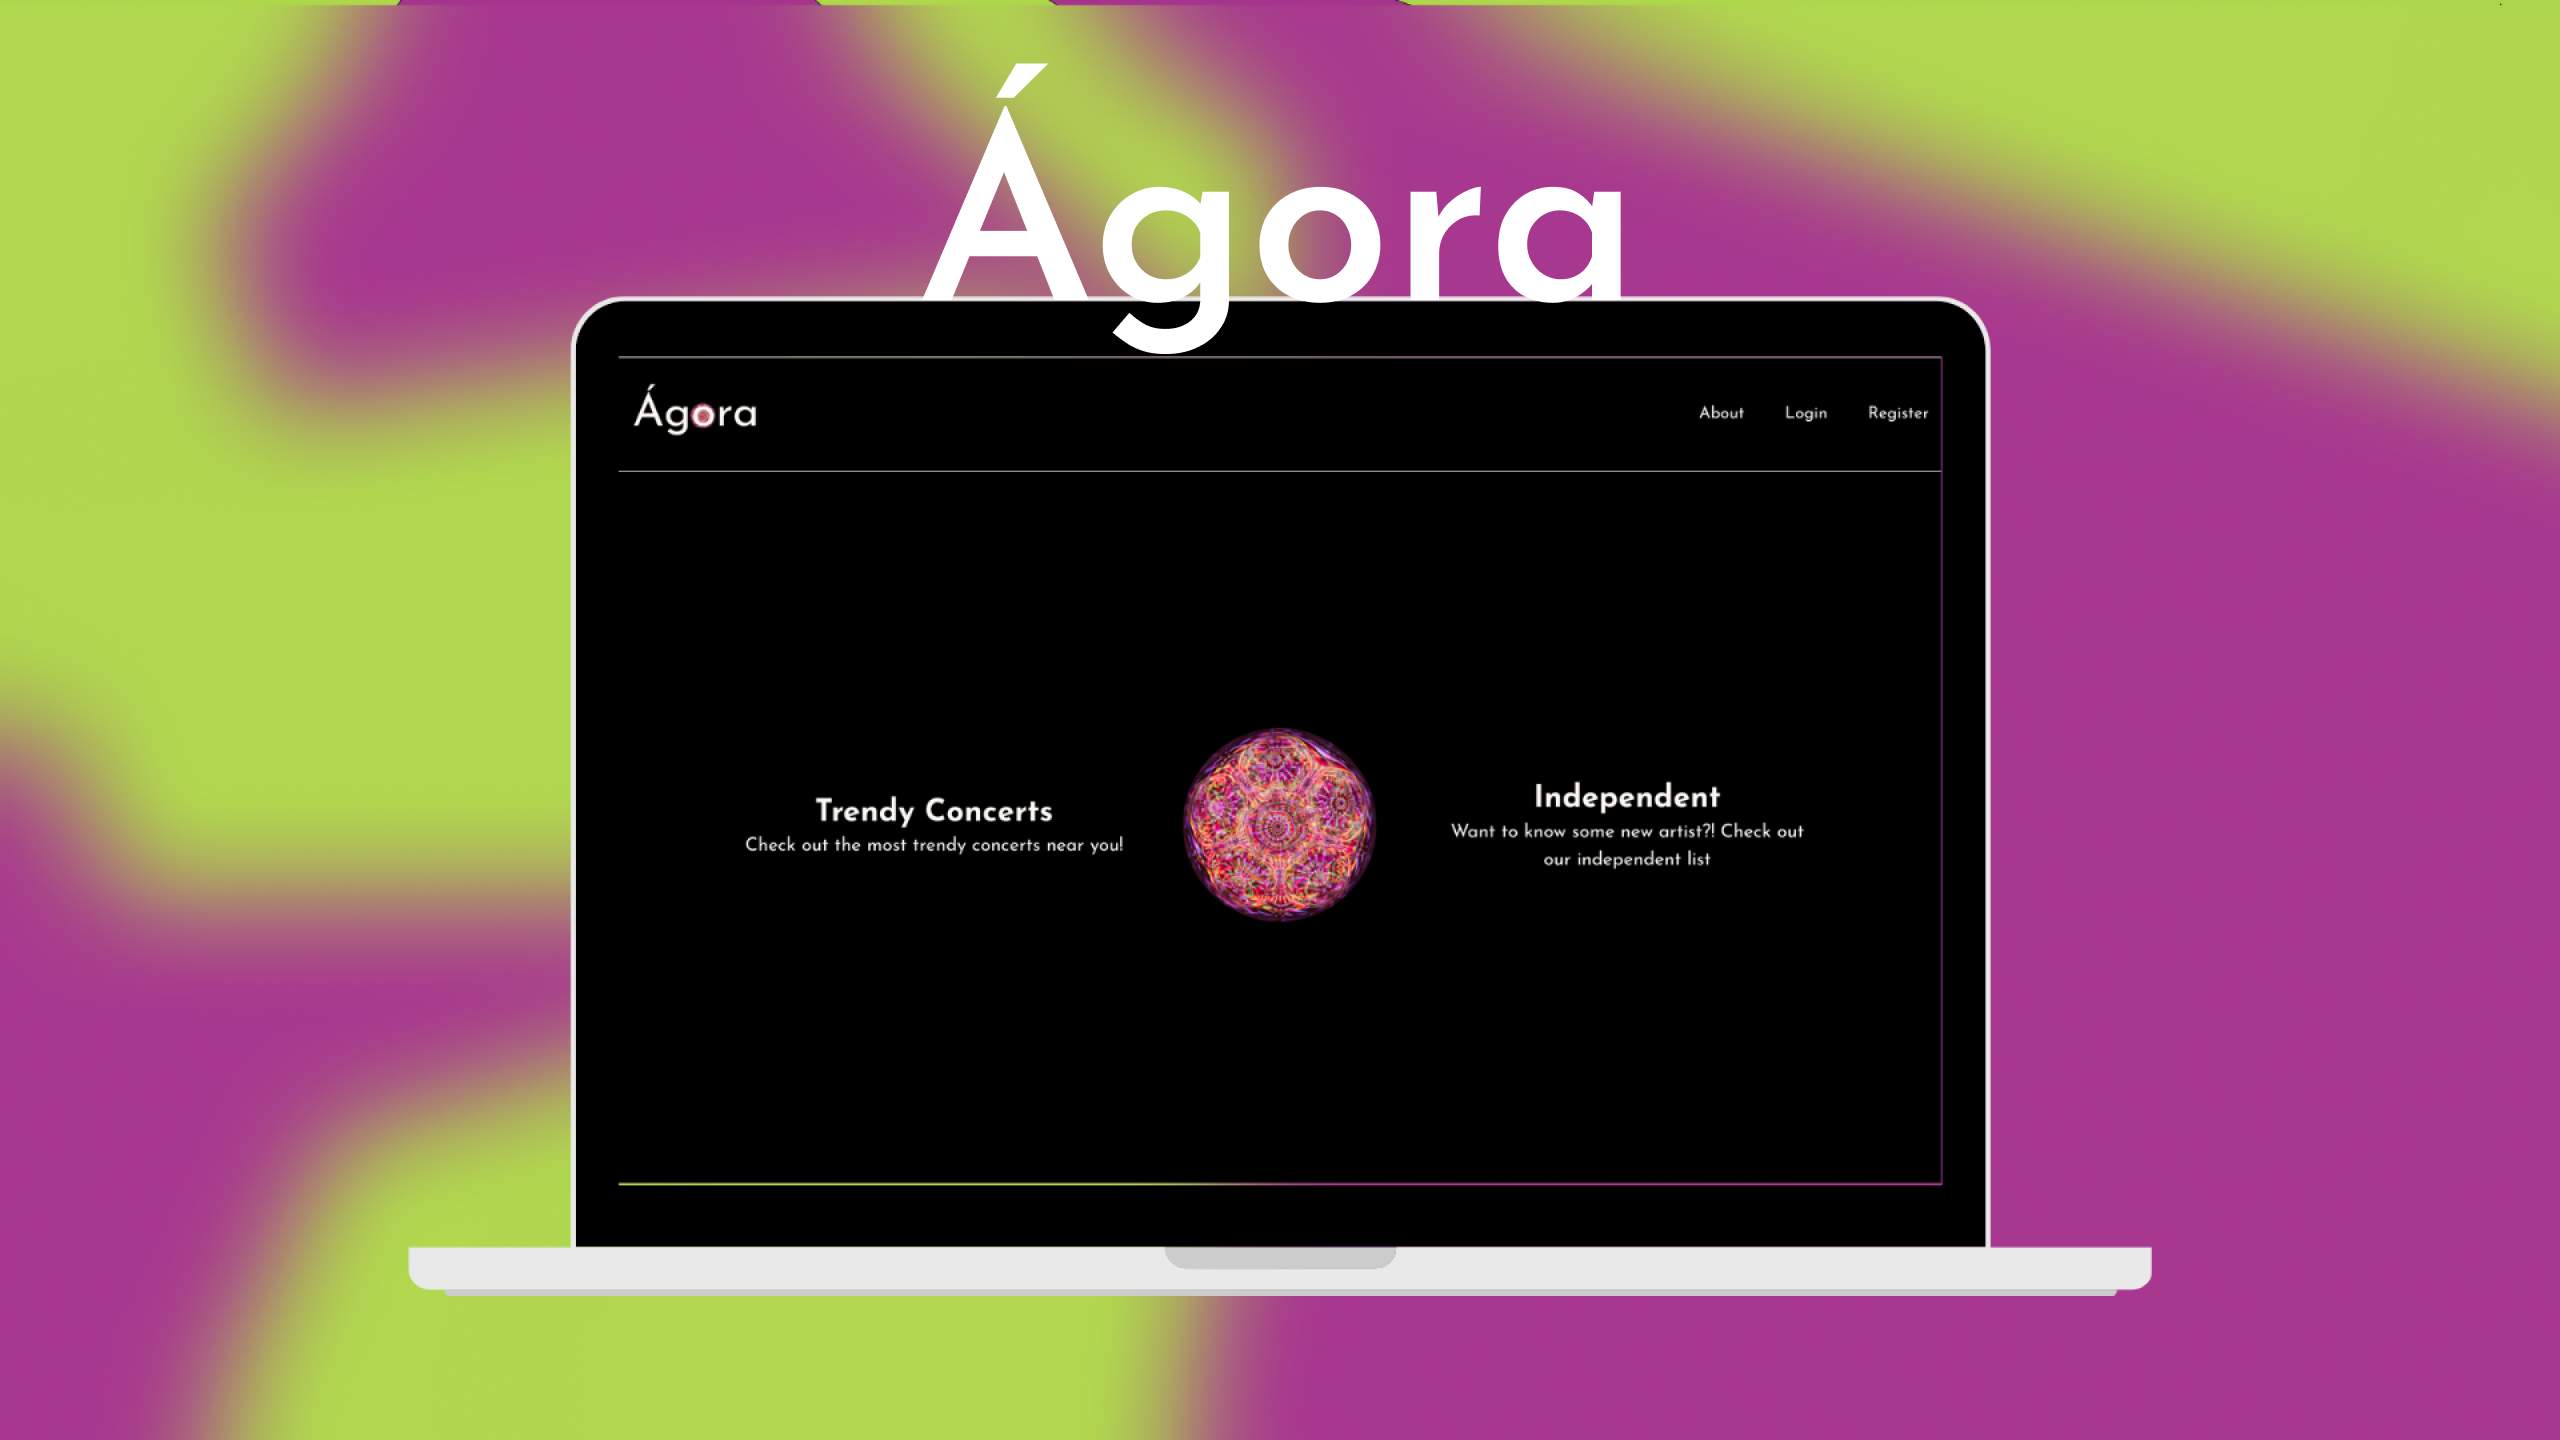 Ágora
Ágora
About Login Register
Trendy Concerts
Check out the most trendy concerts near you!
Independent
Want to know some new artist?! Check out
our independent list